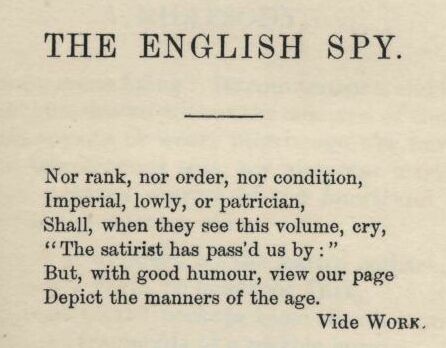 THE ENGLISH SPY.
Nor rank, nor order, nor condition,
Imperial, lowly, or patrician,
Shall, when they see this volume, cry,
"The satirist has pass'd us by:"
But, with good humour, view our page
Depict the manners of the age.
Vide WORK.